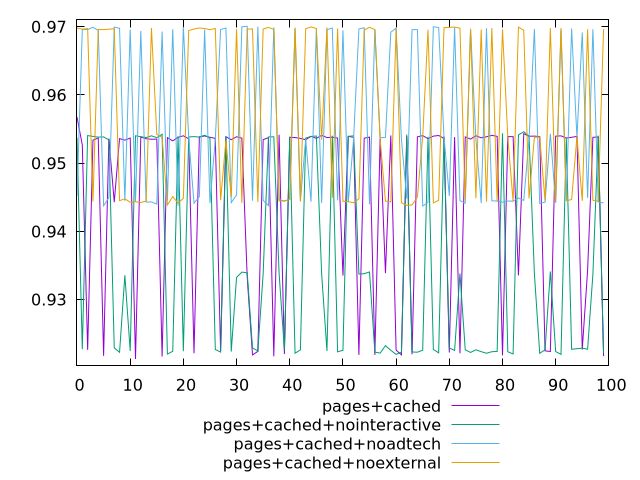 0.97
0.96
0.95
0.94
0.93
0 10 20 30 40 50 60 70 80 90 100
pages+cached
pages+cached+nointeractive
pages+cached+noadtech
pages+cached+noexternal